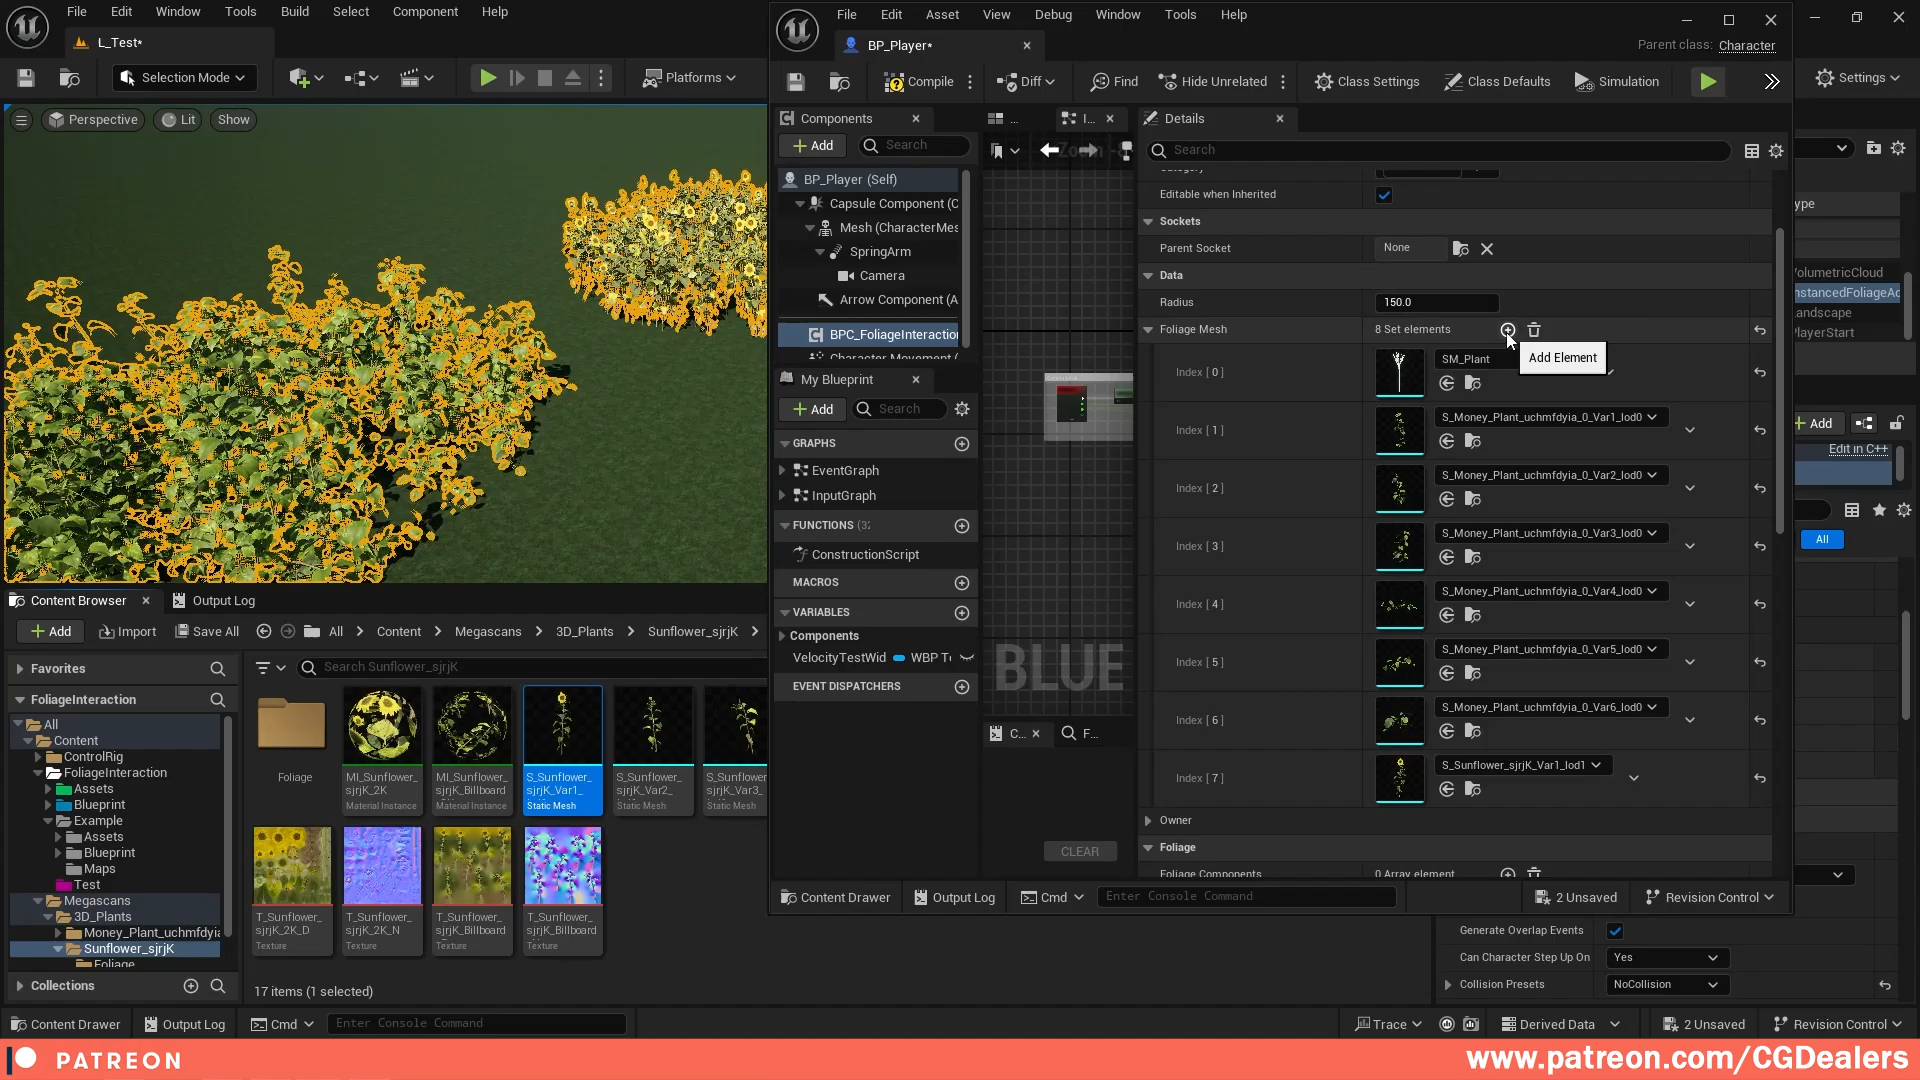 File Edit Window Tools Build Select Component Help
L_Test*
Selection Mode
Platforms
Settings
Perspective Lit Show
File Edit Asset View Debug Window Tools Help
BP_Player*
Parent class: Character
Compile Diff Find Hide Unrelated Class Settings Class Defaults Simulation
Components
Add Search
BP_Player (Self)
Capsule Component (C
Mesh (CharacterMes
SpringArm
Camera
Arrow Component (A
BPC_FoliageInteractio
Character Movement (
My Blueprint
Add Search
GRAPHS
EventGraph
InputGraph
FUNCTIONS
ConstructionScript
MACROS
VARIABLES
Components
VelocityTestWid WBP T
EVENT DISPATCHERS
I...
BLUE
C... F...
CLEAR
Details
Search
Editable when Inherited
Sockets
Parent Socket None
Data
Radius 150.0
Foliage Mesh 8 Set elements
Add Element
Index [ 0 ] SM_Plant
Index [ 1 ] S_Money_Plant_uchmfdyia_0_Var1_lod0
Index [ 2 ] S_Money_Plant_uchmfdyia_0_Var2_lod0
Index [ 3 ] S_Money_Plant_uchmfdyia_0_Var3_lod0
Index [ 4 ] S_Money_Plant_uchmfdyia_0_Var4_lod0
Index [ 5 ] S_Money_Plant_uchmfdyia_0_Var5_lod0
Index [ 6 ] S_Money_Plant_uchmfdyia_0_Var6_lod0
Index [ 7 ] S_Sunflower_sjrjK_Var1_lod1
Owner
Foliage
Foliage Components 0 Array element
Content Drawer Output Log Cmd Enter Console Command 2 Unsaved Revision Control
ype
VolumetricCloud
nstancedFoliageAc
Landscape
PlayerStart
Add
Edit in C++
All
Generate Overlap Events
Can Character Step Up On Yes
Collision Presets NoCollision
Content Browser Output Log
Add Import Save All All Content Megascans 3D_Plants Sunflower_sjrjK
Favorites
Search Sunflower_sjrjK
FoliageInteraction
All
Content
ControlRig
FoliageInteraction
Assets
Blueprint
Example
Assets
Blueprint
Maps
Test
Megascans
3D_Plants
Money_Plant_uchmfdyia
Sunflower_sjrjK
Foliage
Collections
Foliage
MI_Sunflower_sjrjK_2K
Material Instance
MI_Sunflower_sjrjK_Billboard
Material Instance
S_Sunflower_sjrjK_Var1_
Static Mesh
S_Sunflower_sjrjK_Var2_
Static Mesh
S_Sunflower_sjrjK_Var3_
Static Mesh
T_Sunflower_sjrjK_2K_D
Texture
T_Sunflower_sjrjK_2K_N
Texture
T_Sunflower_sjrjK_Billboard
Texture
T_Sunflower_sjrjK_Billboard
Texture
17 items (1 selected)
Content Drawer Output Log Cmd Enter Console Command Trace Derived Data 2 Unsaved Revision Control
PATREON
www.patreon.com/CGDealers